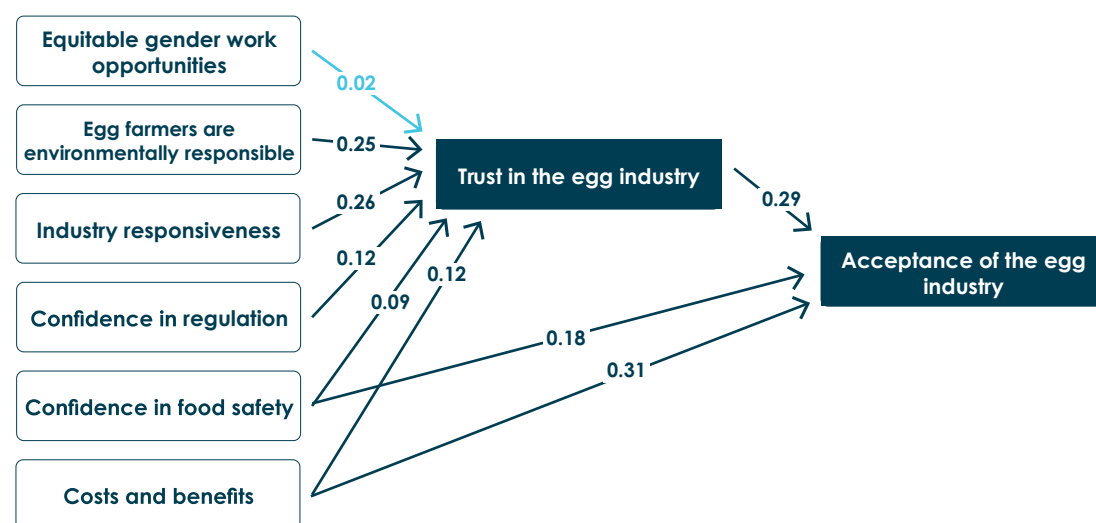 Equitable gender work
opportunities
0.02
Egg farmers are
environmentally responsible
0.25
Trust in the egg industry
0.29
0.26
Industry responsiveness
0.12
Acceptance of the egg
industry
0.12
0.09
Confidence in regulation
0.18
0.31
Confidence in food safety
Costs and benefits